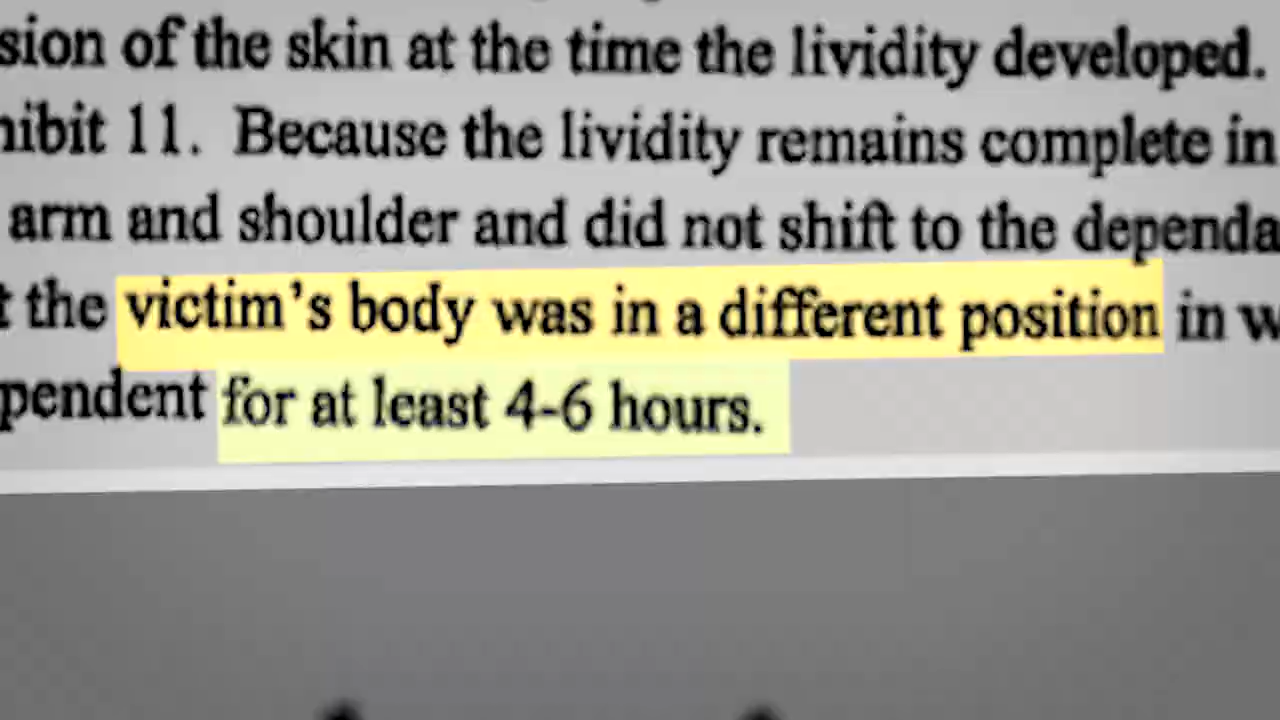 sion of the skin at the time the lividity developed.
hibit 11. Because the lividity remains complete in
arm and shoulder and did not shift to the dependa
t the victim's body was in a different position in w
pendent for at least 4-6 hours.